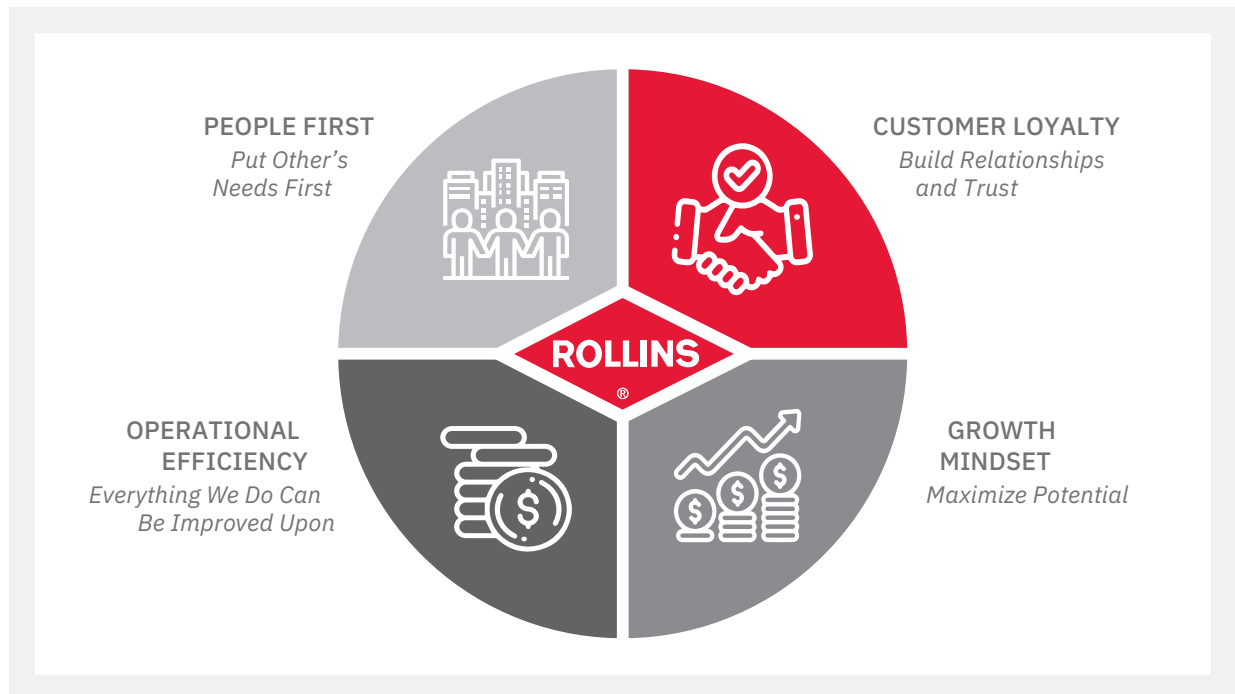 PEOPLE FIRST
Put Other’s
Needs First
CUSTOMER LOYALTY
Build Relationships
and Trust
ROLLINS
®
OPERATIONAL
EFFICIENCY
Everything We Do Can
Be Improved Upon
GROWTH
MINDSET
Maximize Potential
$
$
$
$